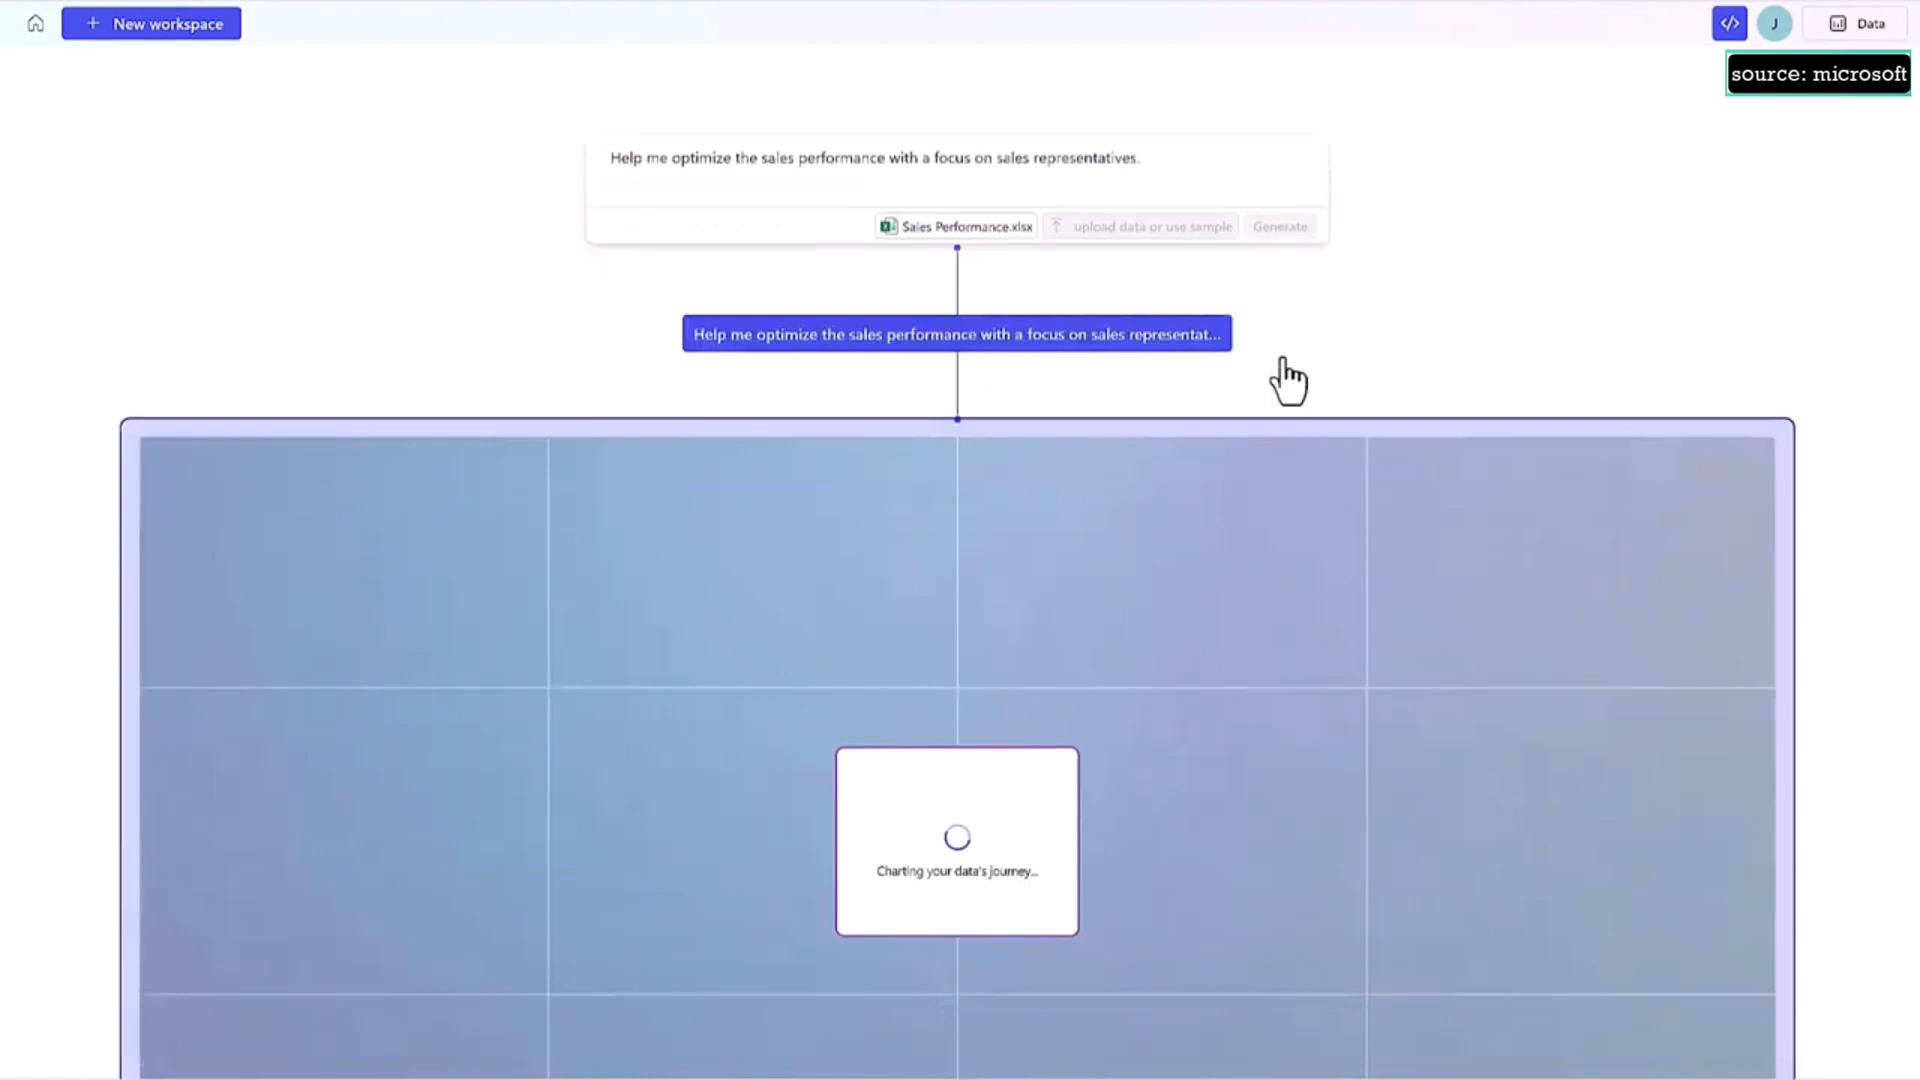 New workspace
J
Data
source: microsoft
Help me optimize the sales performance with a focus on sales representatives.
Sales Performance.xlsx
upload data or use sample
Generate
Help me optimize the sales performance with a focus on sales representat...
Charting your data's journey...